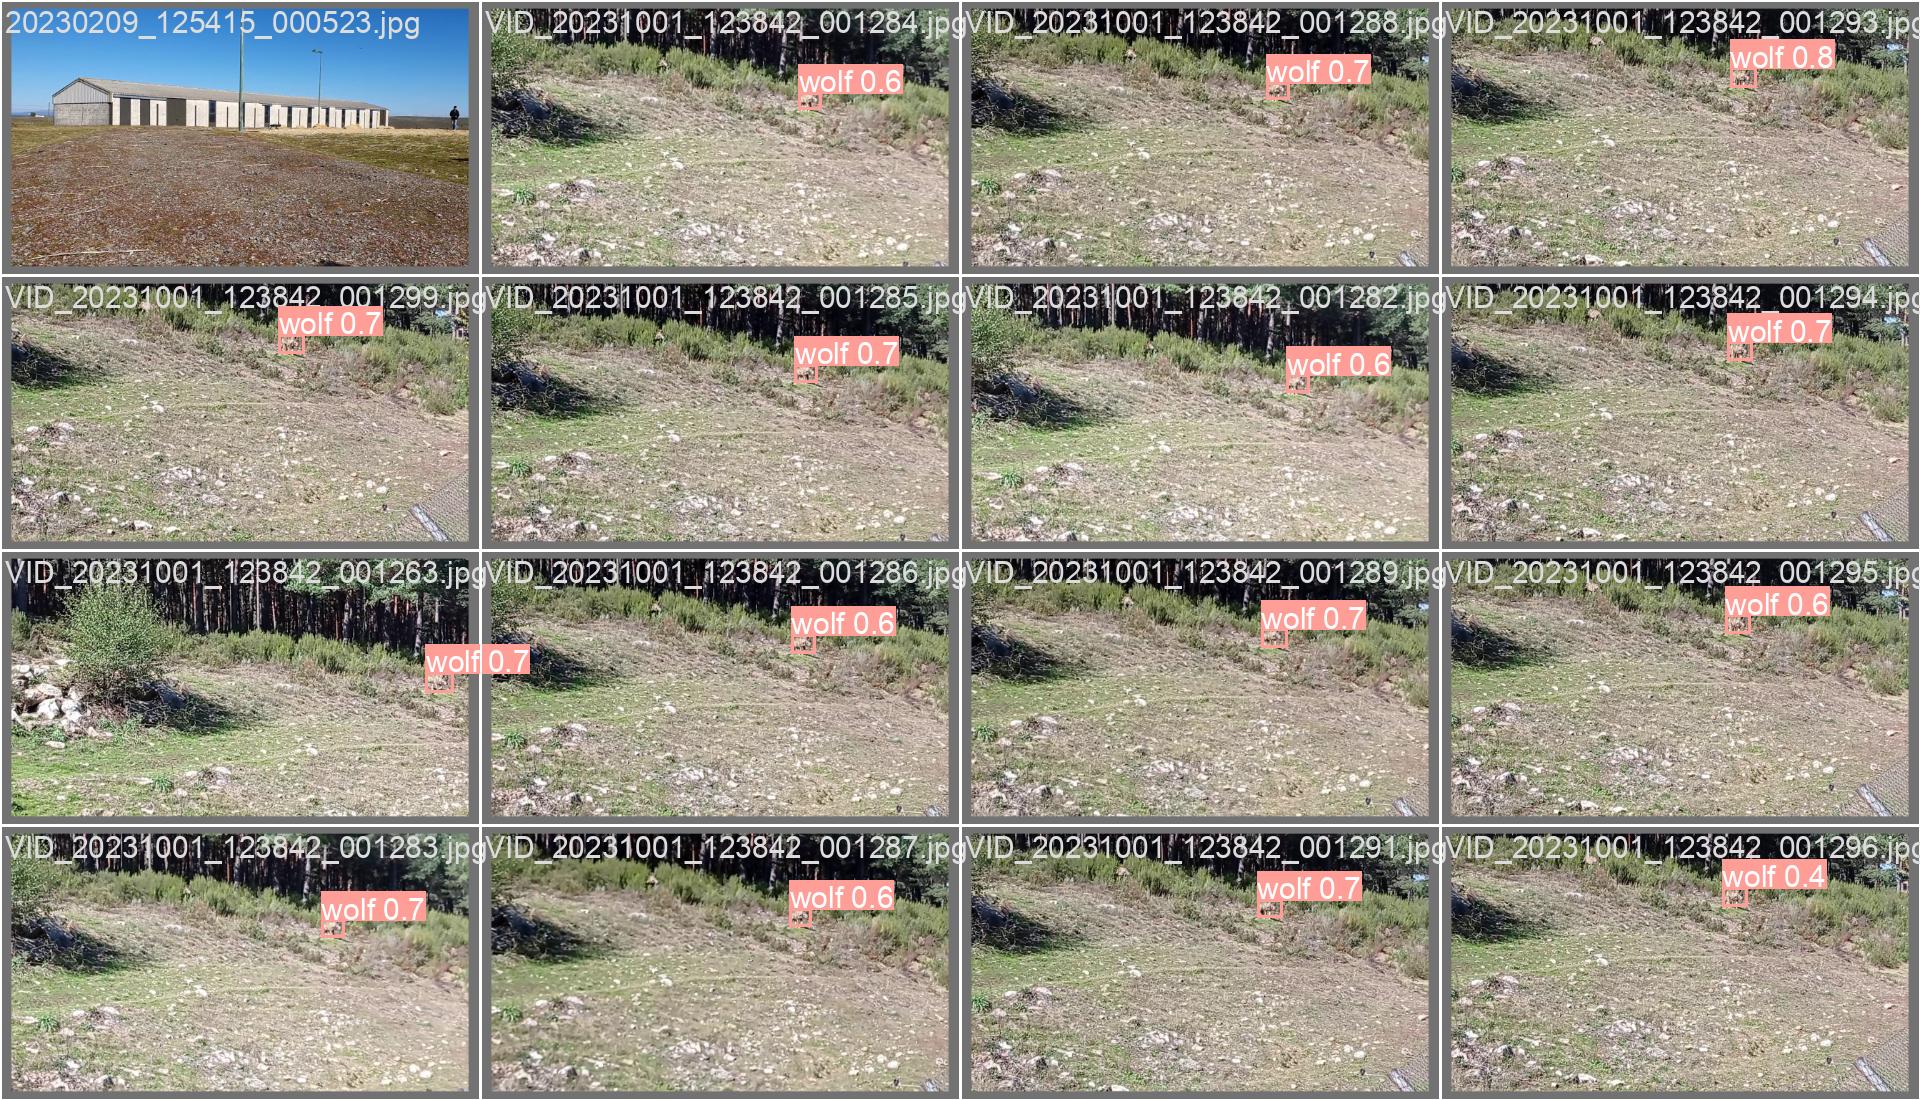 20230209_125415_000523.jpg
VID_20231001_123842_001284.jpg
VID_20231001_123842_001288.jpg
VID_20231001_123842_001293.jpg
wolf 0.6
wolf 0.7
wolf 0.8
VID_20231001_123842_001299.jpg
VID_20231001_123842_001285.jpg
VID_20231001_123842_001282.jpg
VID_20231001_123842_001294.jpg
wolf 0.7
wolf 0.7
wolf 0.6
wolf 0.7
VID_20231001_123842_001263.jpg
VID_20231001_123842_001286.jpg
VID_20231001_123842_001289.jpg
VID_20231001_123842_001295.jpg
wolf 0.7
wolf 0.6
wolf 0.7
wolf 0.6
VID_20231001_123842_001283.jpg
VID_20231001_123842_001287.jpg
VID_20231001_123842_001291.jpg
VID_20231001_123842_001296.jpg
wolf 0.7
wolf 0.6
wolf 0.7
wolf 0.4